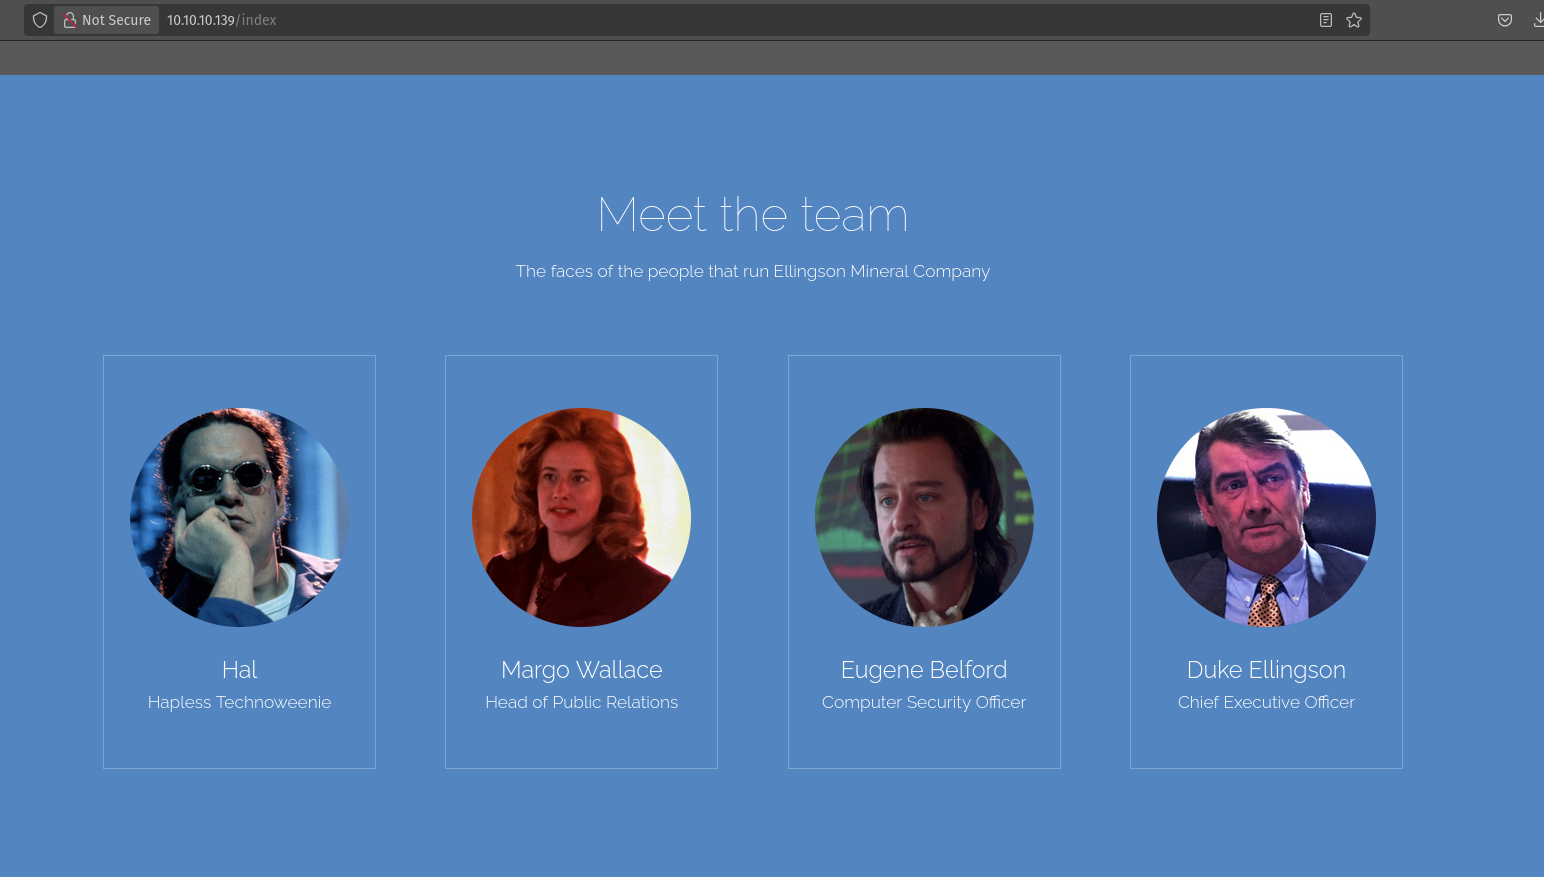 Not Secure 10.10.10.139/index
Meet the team
The faces of the people that run Ellingson Mineral Company
Hal
Hapless Technoweenie
Margo Wallace
Head of Public Relations
Eugene Belford
Computer Security Officer
Duke Ellingson
Chief Executive Officer